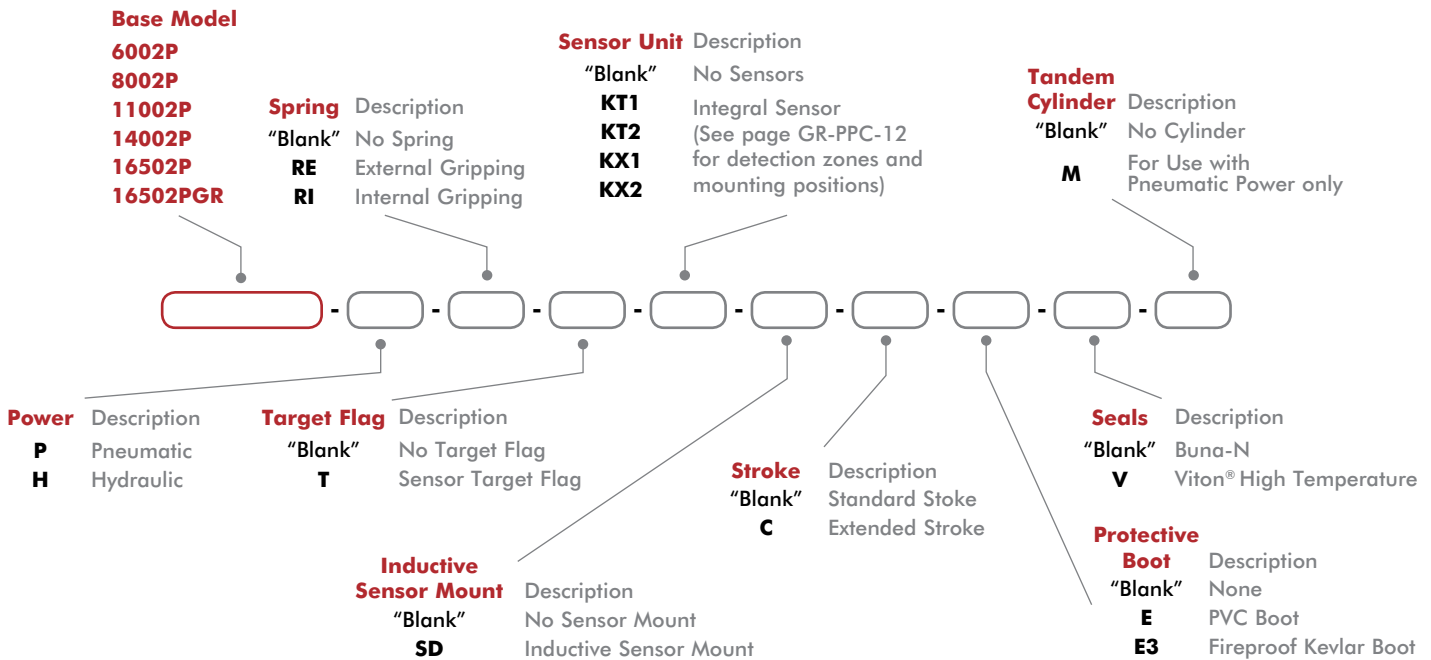 Base Model
6002P
8002P
11002P
14002P
16502P
16502PGR
Spring Description
“Blank” No Spring
RE External Gripping
RI Internal Gripping
Sensor Unit Description
“Blank” No Sensors
KT1 Integral Sensor
KT2 (See page GR-PPC-12
KX1 for detection zones and
KX2 mounting positions)
Tandem
Cylinder Description
“Blank” No Cylinder
M For Use with
Pneumatic Power only
- - - - - - - - -
Power Description
P Pneumatic
H Hydraulic
Target Flag Description
“Blank” No Target Flag
T Sensor Target Flag
Inductive
Sensor Mount Description
“Blank” No Sensor Mount
SD Inductive Sensor Mount
Stroke Description
“Blank” Standard Stoke
C Extended Stroke
Protective
Boot Description
“Blank” None
E PVC Boot
E3 Fireproof Kevlar Boot
Seals Description
“Blank” Buna-N
V Viton® High Temperature